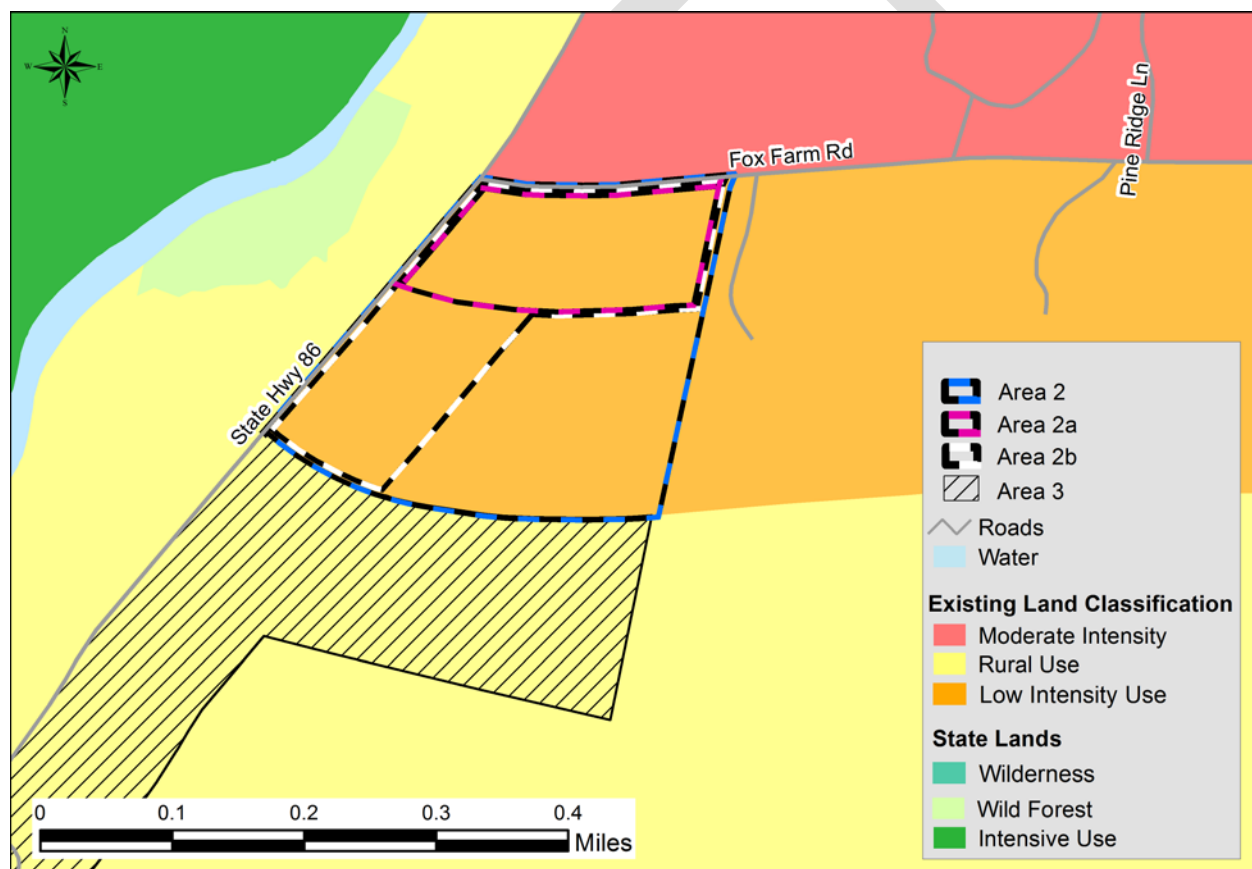 N
W E
S
Fox Farm Rd
Pine Ridge Ln
State Hwy 86
Area 2
Area 2a
Area 2b
Area 3
Roads
Water
Existing Land Classification
Moderate Intensity
Rural Use
Low Intensity Use
State Lands
Wilderness
Wild Forest
Intensive Use
0 0.1 0.2 0.3 0.4
Miles